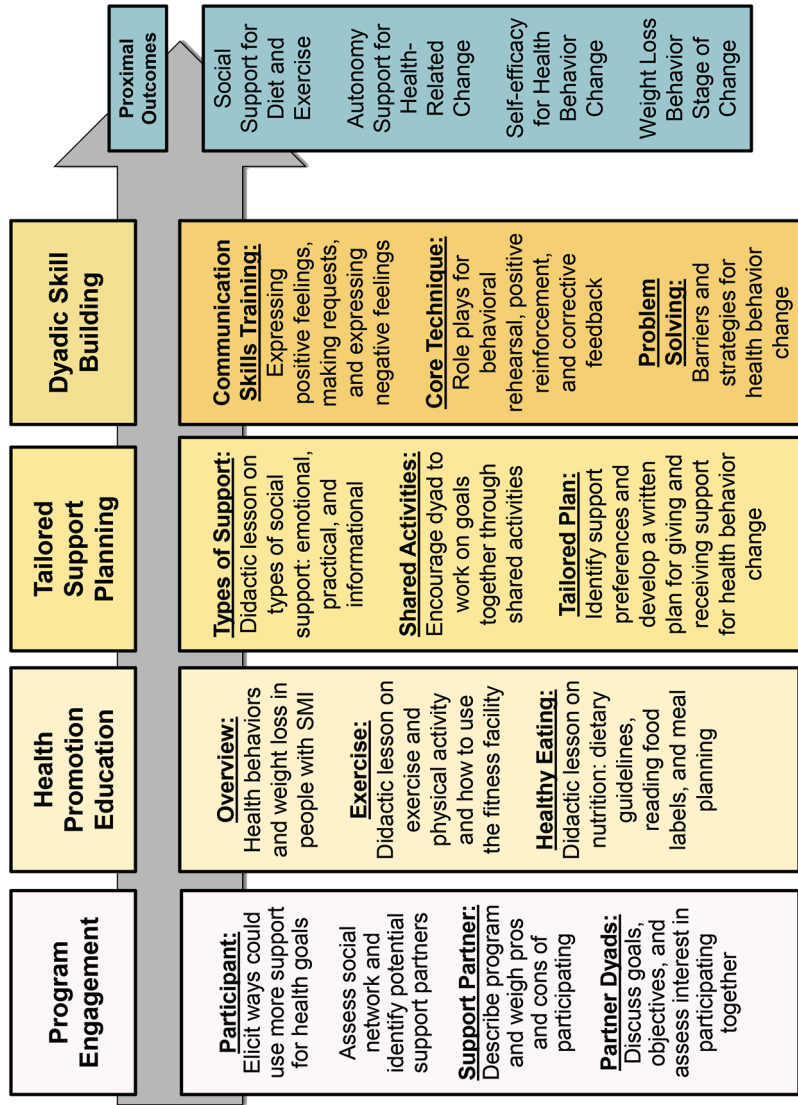 Program
Engagement
Participant:
Elicit ways could
use more support
for health goals
Assess social
network and
identify potential
support partners
Support Partner:
Describe program
and weigh pros
and cons of
participating
Partner Dyads:
Discuss goals,
objectives, and
assess interest in
participating
together
Health
Promotion
Education
Overview:
Health behaviors
and weight loss in
people with SMI
Exercise:
Didactic lesson on
exercise and
physical activity
and how to use
the fitness facility
Healthy Eating:
Didactic lesson on
nutrition: dietary
guidelines,
reading food
labels, and meal
planning
Tailored
Support
Planning
Types of Support:
Didactic lesson on
types of social
support: emotional,
practical, and
informational
Shared Activities:
Encourage dyad to
work on goals
together through
shared activities
Tailored Plan:
Identify support
preferences and
develop a written
plan for giving and
receiving support
for health behavior
change
Dyadic Skill
Building
Communication
Skills Training:
Expressing
positive feelings,
making requests,
and expressing
negative feelings
Core Technique:
Role plays for
behavioral
rehearsal, positive
reinforcement,
and corrective
feedback
Problem
Solving:
Barriers and
strategies for
health behavior
change
Proximal
Outcomes
Social
Support for
Diet and
Exercise
Autonomy
Support for
Health-
Related
Change
Self-efficacy
for Health
Behavior
Change
Weight Loss
Behavior
Stage of
Change